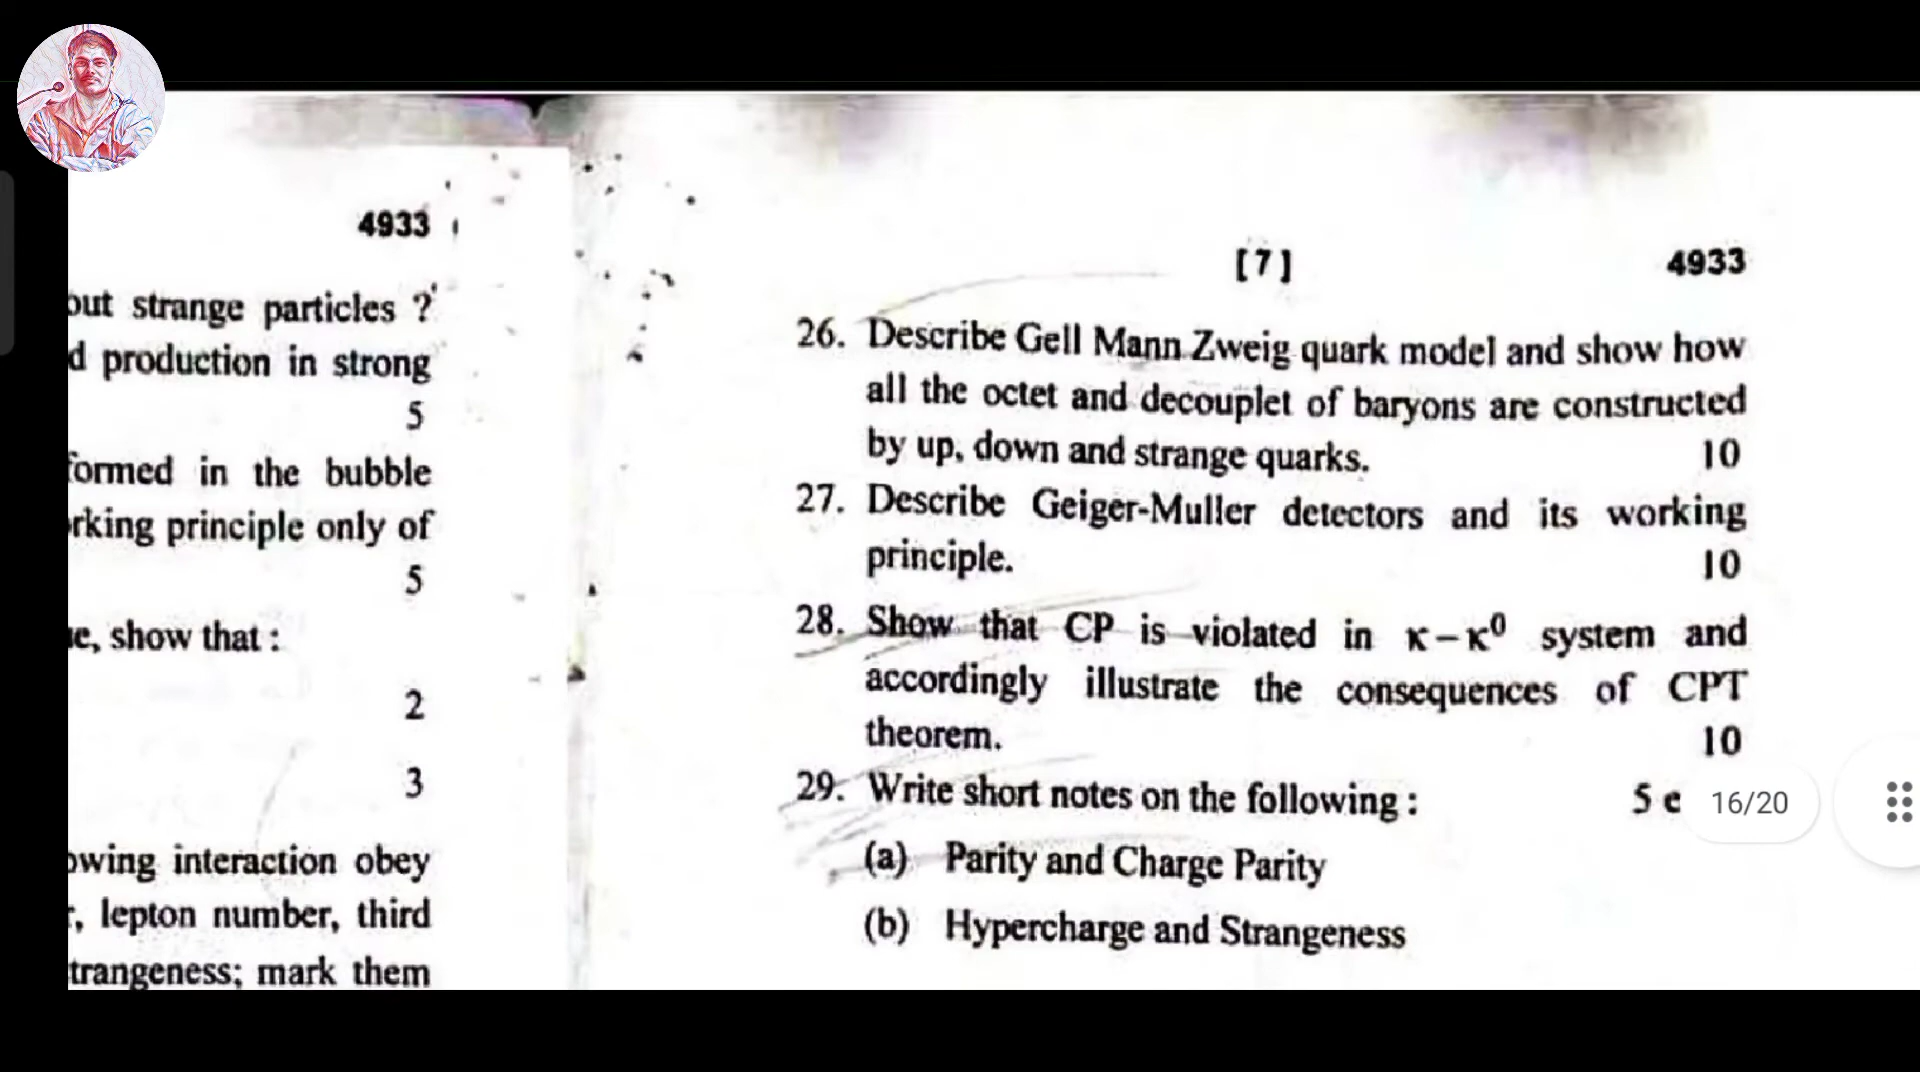 4933
out strange particles ?
d production in strong
5
formed in the bubble
rking principle only of
5
e, show that :
2
3
owing interaction obey
r, lepton number, third
trangeness; mark them
[7] 4933
26. Describe Gell Mann Zweig quark model and show how
all the octet and decouplet of baryons are constructed
by up, down and strange quarks. 10
27. Describe Geiger-Muller detectors and its working
principle. 10
28. Show that CP is violated in κ – κ⁰ system and
accordingly illustrate the consequences of CPT
theorem. 10
29. Write short notes on the following : 5 e
(a) Parity and Charge Parity
(b) Hypercharge and Strangeness
16/20